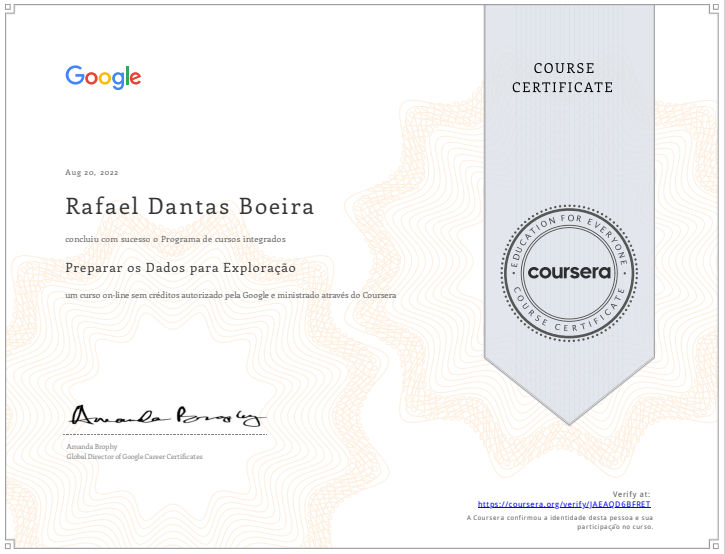 Google
COURSE
CERTIFICATE
Aug 20, 2022
Rafael Dantas Boeira
concluiu com sucesso o Programa de cursos integrados
Preparar os Dados para Exploração
um curso on-line sem créditos autorizado pela Google e ministrado através do Coursera
EDUCATION FOR EVERYONE
coursera
COURSE CERTIFICATE
Amanda Brophy
Amanda Brophy
Global Director of Google Career Certificates
Verify at:
https://coursera.org/verify/JAEAQD6BFRET
A Coursera confirmou a identidade desta pessoa e sua
participação no curso.